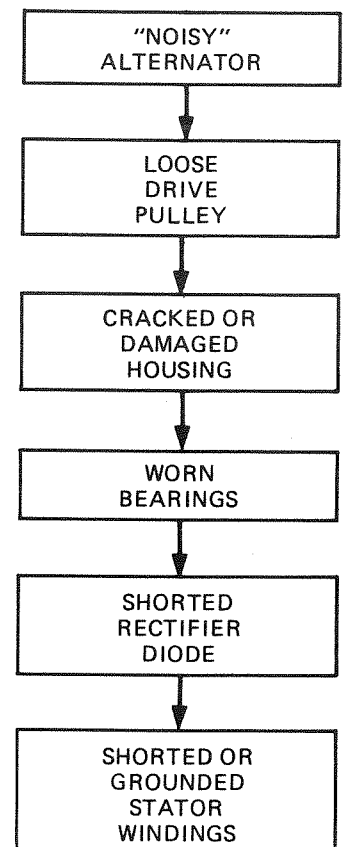 "NOISY"
ALTERNATOR
LOOSE
DRIVE
PULLEY
CRACKED OR
DAMAGED
HOUSING
WORN
BEARINGS
SHORTED
RECTIFIER
DIODE
SHORTED OR
GROUNDED
STATOR
WINDINGS